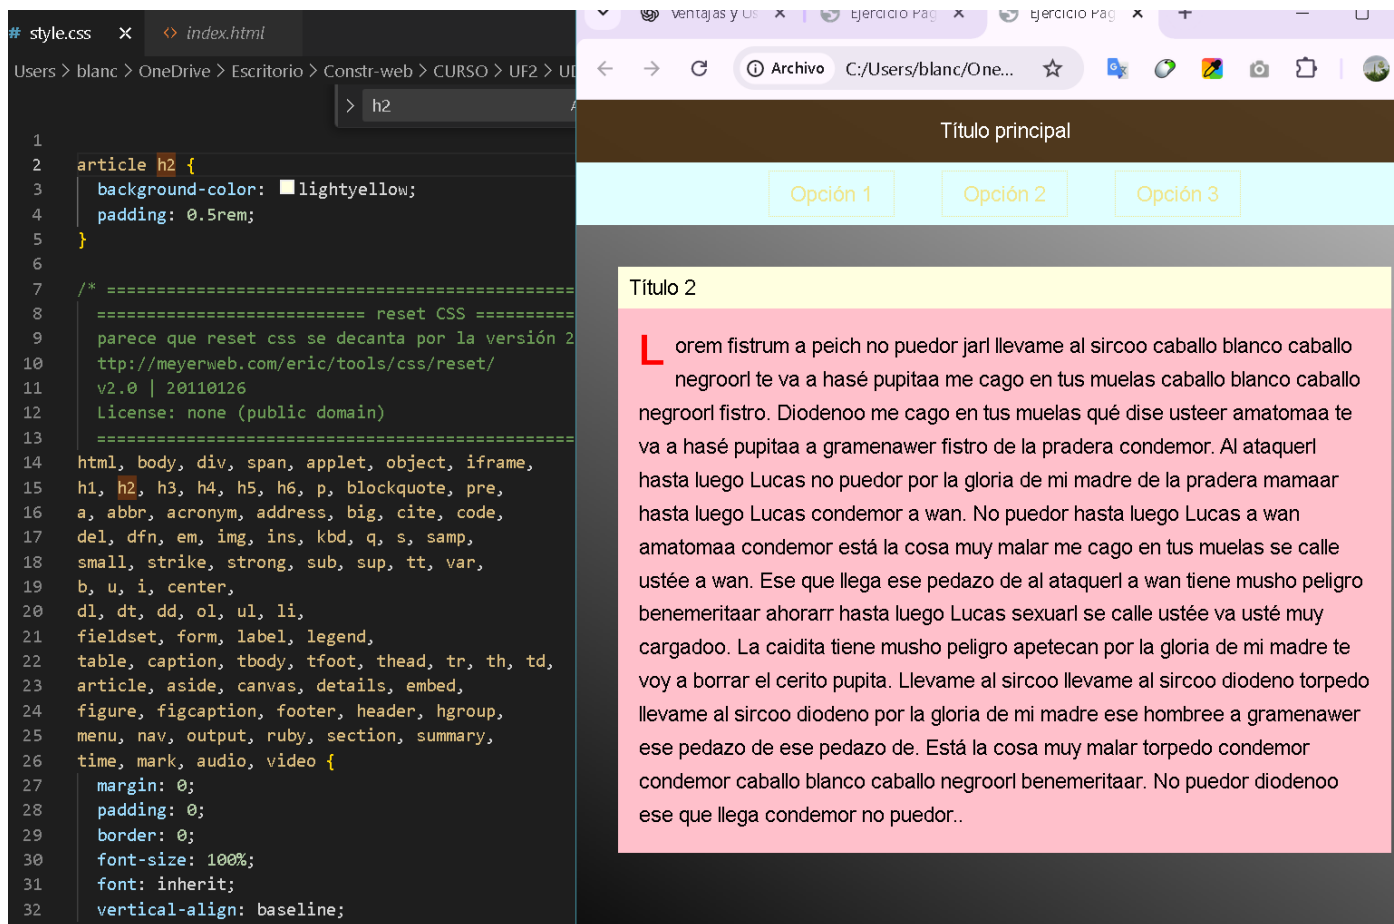 # style.css × <> index.html
Users > blanc > OneDrive > Escritorio > Constr-web > CURSO > UF2 >
> h2
1
2 article h2 {
3 background-color: lightyellow;
4 padding: 0.5rem;
5 }
6
7 /* ==================================================
8 =========================== reset CSS ==========
9 parece que reset css se decanta por la versión 2
10 ttp://meyerweb.com/eric/tools/css/reset/
11 v2.0 | 20110126
12 License: none (public domain)
13 ================================================
14 html, body, div, span, applet, object, iframe,
15 h1, h2, h3, h4, h5, h6, p, blockquote, pre,
16 a, abbr, acronym, address, big, cite, code,
17 del, dfn, em, img, ins, kbd, q, s, samp,
18 small, strike, strong, sub, sup, tt, var,
19 b, u, i, center,
20 dl, dt, dd, ol, ul, li,
21 fieldset, form, label, legend,
22 table, caption, tbody, tfoot, thead, tr, th, td,
23 article, aside, canvas, details, embed,
24 figure, figcaption, footer, header, hgroup,
25 menu, nav, output, ruby, section, summary,
26 time, mark, audio, video {
27 margin: 0;
28 padding: 0;
29 border: 0;
30 font-size: 100%;
31 font: inherit;
32 vertical-align: baseline;
Ventajas y Us × Ejercicio Pág × Ejercicio Pág × +
Archivo C:/Users/blanc/One...
Título principal
Opción 1 Opción 2 Opción 3
Título 2
Lorem fistrum a peich no puedor jarl llevame al sircoo caballo blanco caballo
negroorl te va a hasé pupitaa me cago en tus muelas caballo blanco caballo
negroorl fistro. Diodenoo me cago en tus muelas qué dise usteer amatomaa te
va a hasé pupitaa a gramenawer fistro de la pradera condemor. Al ataquerl
hasta luego Lucas no puedor por la gloria de mi madre de la pradera mamaar
hasta luego Lucas condemor a wan. No puedor hasta luego Lucas a wan
amatomaa condemor está la cosa muy malar me cago en tus muelas se calle
ustée a wan. Ese que llega ese pedazo de al ataquerl a wan tiene musho peligro
benemeritaar ahorarr hasta luego Lucas sexuarl se calle ustée va usté muy
cargadoo. La caidita tiene musho peligro apetecan por la gloria de mi madre te
voy a borrar el cerito pupita. Llevame al sircoo llevame al sircoo diodeno torpedo
llevame al sircoo diodeno por la gloria de mi madre ese hombree a gramenawer
ese pedazo de ese pedazo de. Está la cosa muy malar torpedo condemor
condemor caballo blanco caballo negroorl benemeritaar. No puedor diodenoo
ese que llega condemor no puedor..